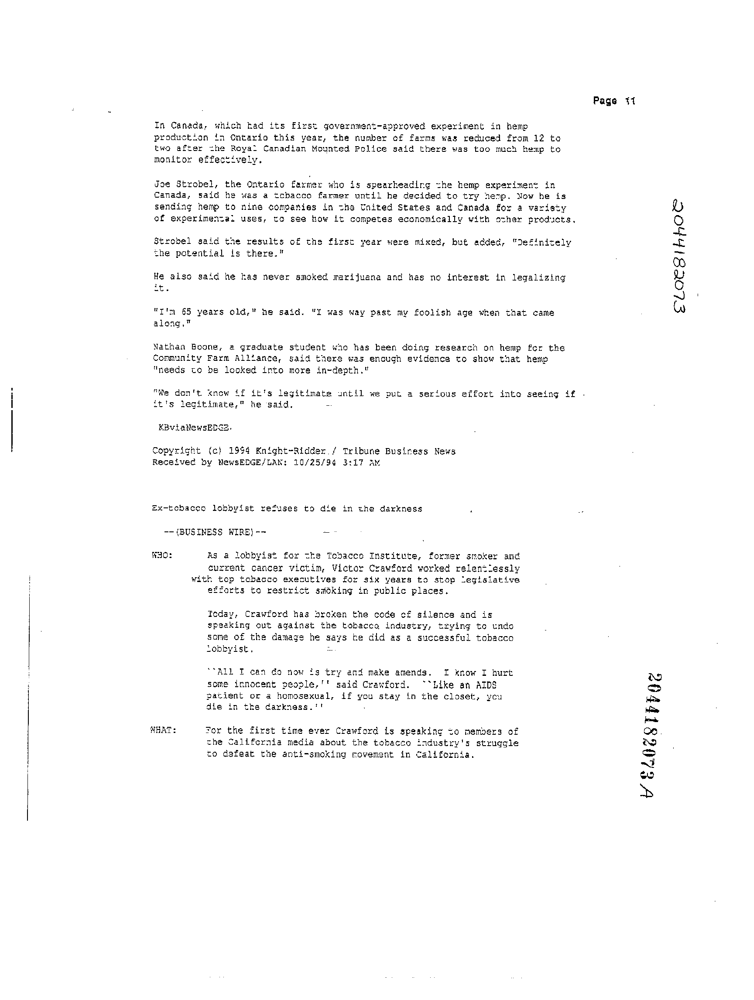 Page 11
In Canada, which had its first government-approved experiment in hemp
production in Ontario this year, the number of farms was reduced from 12 to
two after the Royal Canadian Mounted Police said there was too much hemp to
monitor effectively.
Joe Strobel, the Ontario farmer who is spearheading the hemp experiment in
Canada, said he was a tobacco farmer until he decided to try hemp. Now he is
sending hemp to nine companies in the United States and Canada for a variety
of experimental uses, to see how it competes economically with other products.
Strobel said the results of the first year were mixed, but added, "Definitely
the potential is there."
He also said he has never smoked marijuana and has no interest in legalizing
it.
"I'm 65 years old," he said. "I was way past my foolish age when that came
along."
Nathan Boone, a graduate student who has been doing research on hemp for the
Community Farm Alliance, said there was enough evidence to show that hemp
"needs to be looked into more in-depth."
"We don't know if it's legitimate until we put a serious effort into seeing if
it's legitimate," he said.
KBviaNewsEDGE
Copyright (c) 1994 Knight-Ridder / Tribune Business News
Received by NewsEDGE/LAN: 10/25/94 3:17 AM
Ex-tobacco lobbyist refuses to die in the darkness
--(BUSINESS WIRE)--
WHO: As a lobbyist for the Tobacco Institute, former smoker and
current cancer victim, Victor Crawford worked relentlessly
with top tobacco executives for six years to stop legislative
efforts to restrict smoking in public places.
Today, Crawford has broken the code of silence and is
speaking out against the tobacco industry, trying to undo
some of the damage he says he did as a successful tobacco
lobbyist.
``All I can do now is try and make amends. I know I hurt
some innocent people,'' said Crawford. ``Like an AIDS
patient or a homosexual, if you stay in the closet, you
die in the darkness.''
WHAT: For the first time ever Crawford is speaking to members of
the California media about the tobacco industry's struggle
to defeat the anti-smoking movement in California.
2044182073
2044182073 A